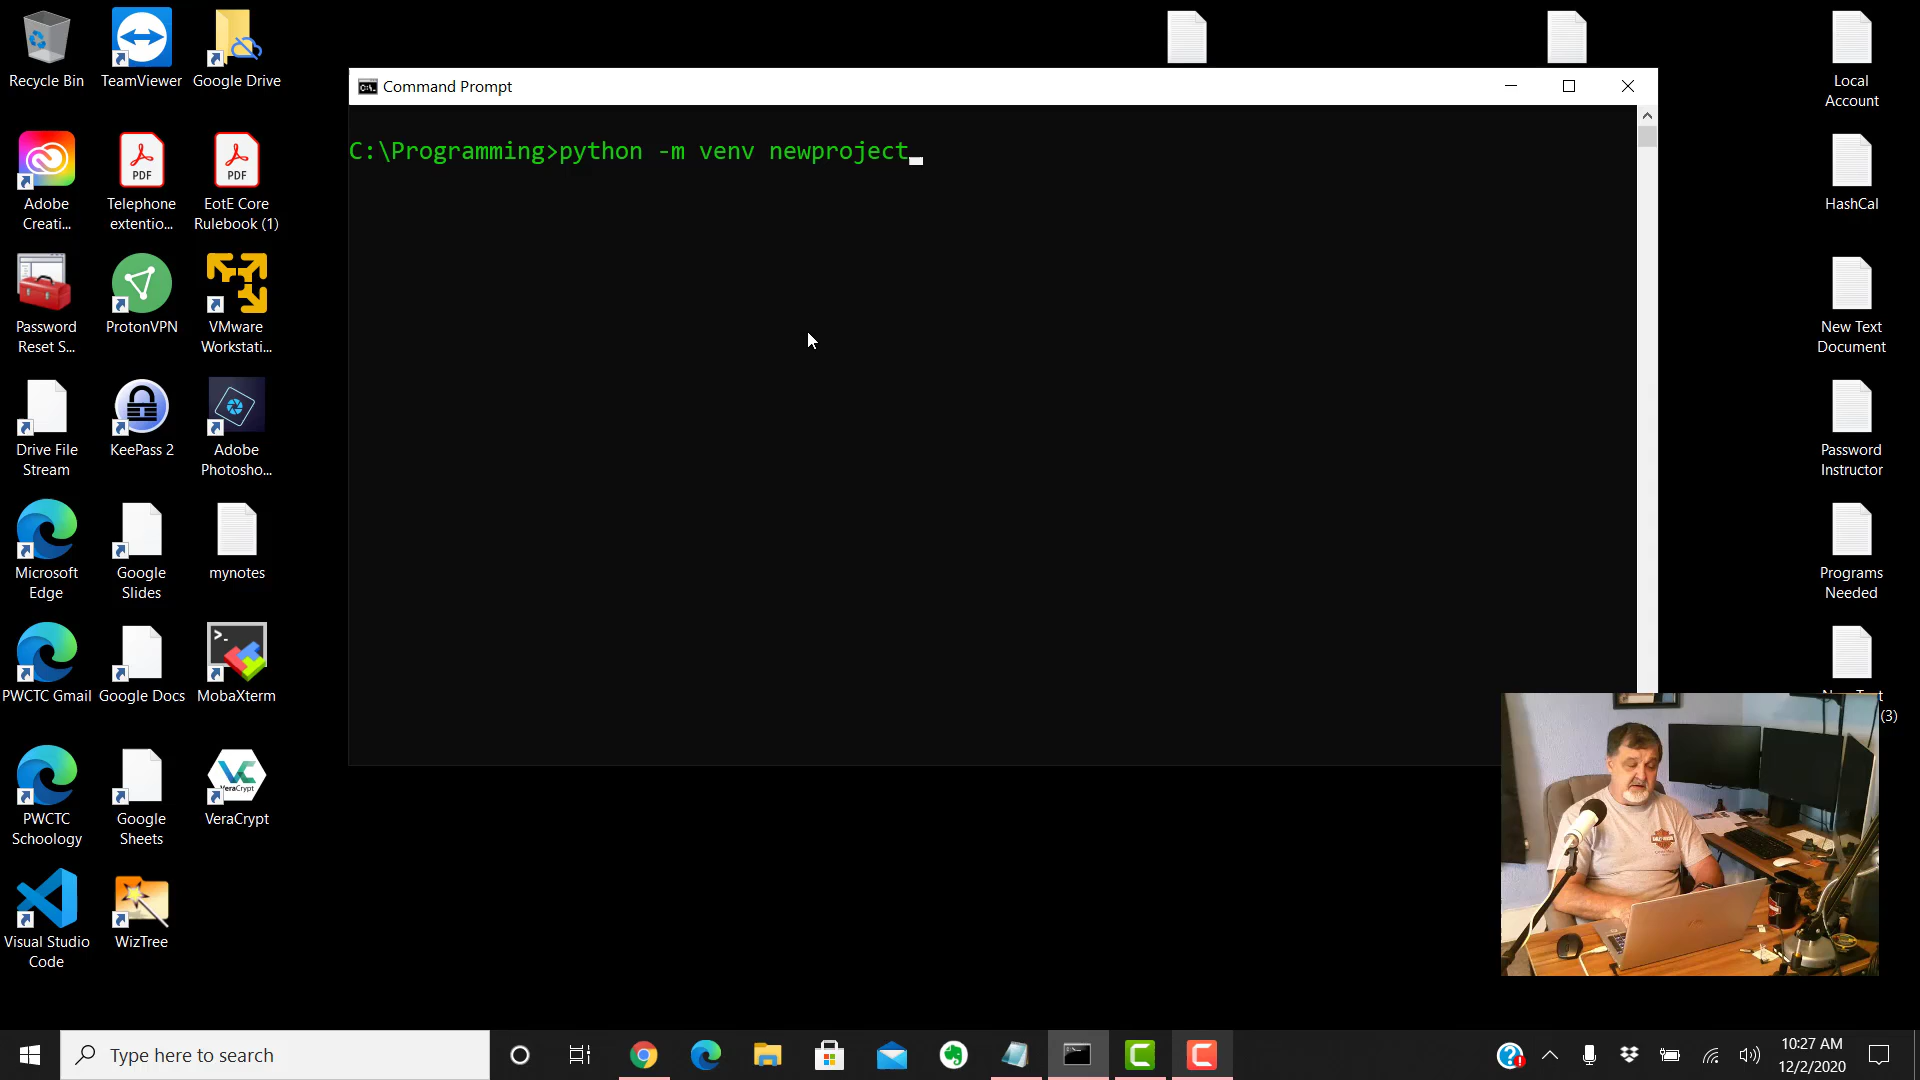 Recycle Bin
TeamViewer
Google Drive
Adobe
Creati...
PDF
Telephone
extentio...
PDF
EotE Core
Rulebook (1)
Password
Reset S...
ProtonVPN
VMware
Workstati...
Drive File
Stream
KeePass 2
Adobe
Photosho...
Microsoft
Edge
Google
Slides
mynotes
PWCTC Gmail
Google Docs
MobaXterm
PWCTC
Schoology
Google
Sheets
VeraCrypt
VeraCrypt
Visual Studio
Code
WizTree
Command Prompt
C:\Programming>python -m venv newproject
Local
Account
HashCal
New Text
Document
Password
Instructor
Programs
Needed
(3)
Type here to search
10:27 AM
12/2/2020